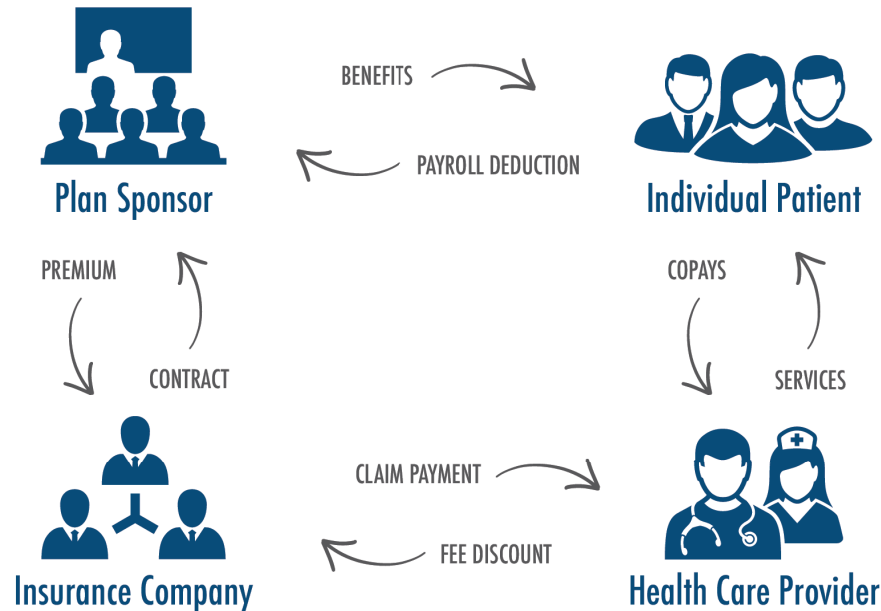 BENEFITS
PAYROLL DEDUCTION
Plan Sponsor
Individual Patient
PREMIUM
CONTRACT
COPAYS
SERVICES
CLAIM PAYMENT
FEE DISCOUNT
Insurance Company
Health Care Provider